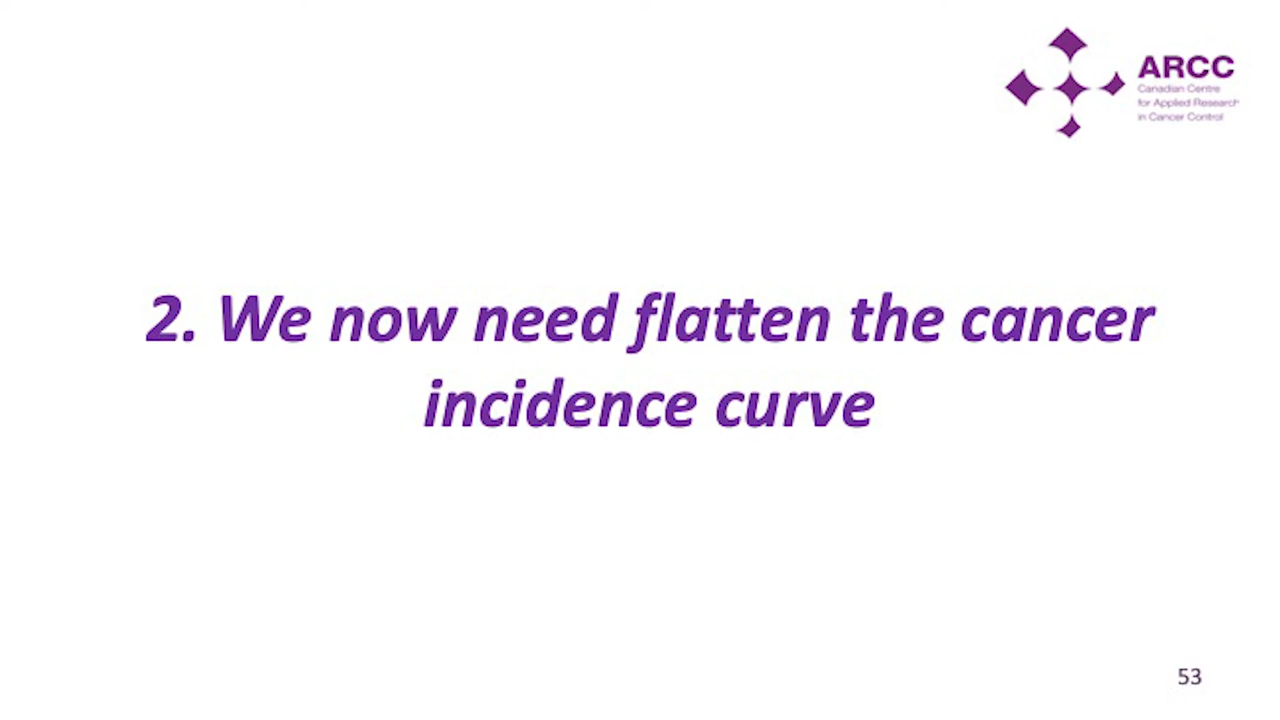 ARCC
Canadian Centre
for Applied Research
in Cancer Control
2. We now need flatten the cancer
incidence curve
53